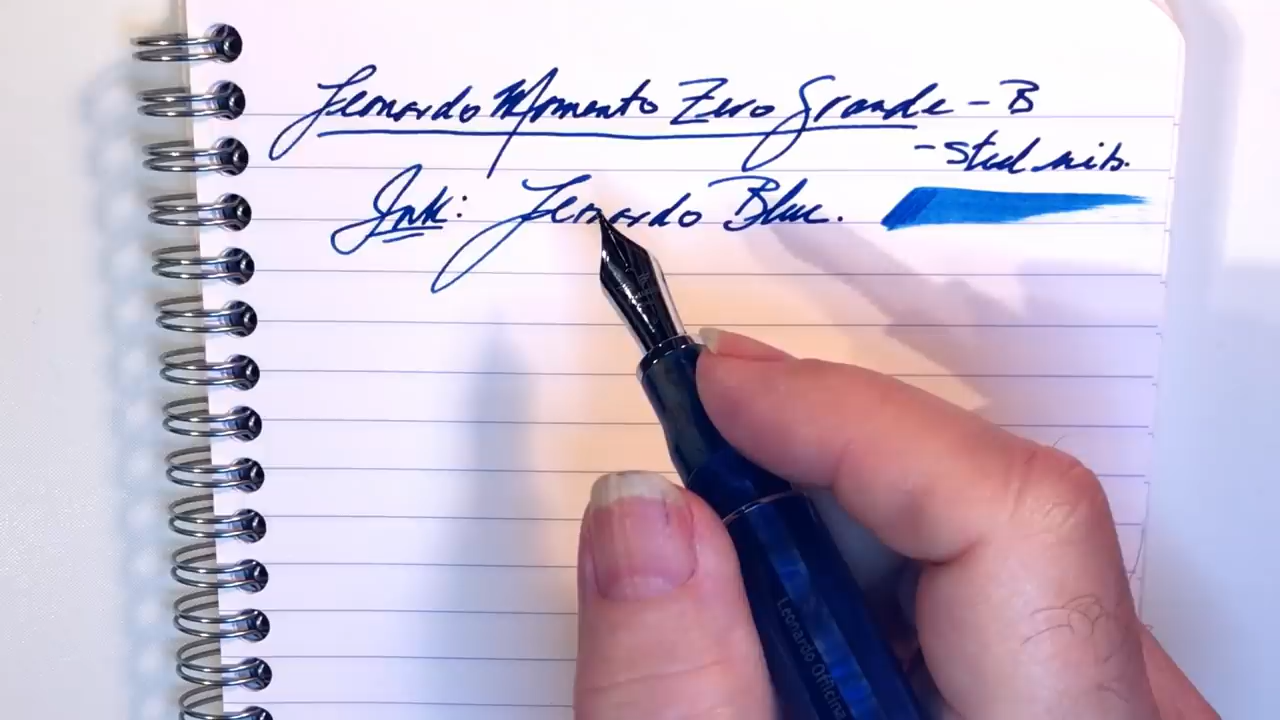 Leonardo Momento Zero Grande - B
- steel nib.
Ink: Leonardo Blue.
Leonardo Officina